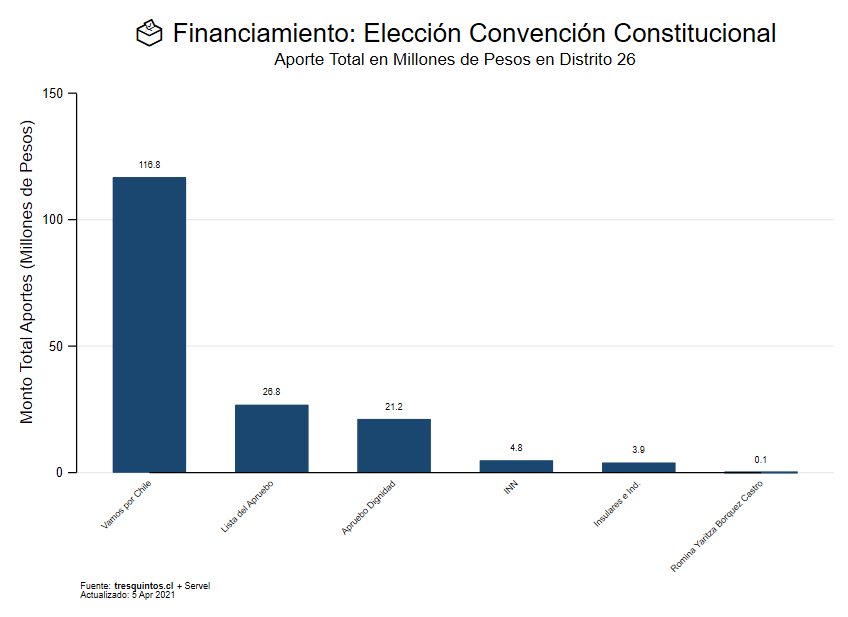 Financiamiento: Elección Convención Constitucional
Aporte Total en Millones de Pesos en Distrito 26
Monto Total Aportes (Millones de Pesos)
150
100
50
0
116.8
26.8
21.2
4.8
3.9
0.1
Vamos por Chile
Lista del Apruebo
Apruebo Dignidad
INN
Insulares e Ind.
Romina Yaritza Borquez Castro
Fuente: tresquintos.cl + Servel
Actualizado: 5 Apr 2021